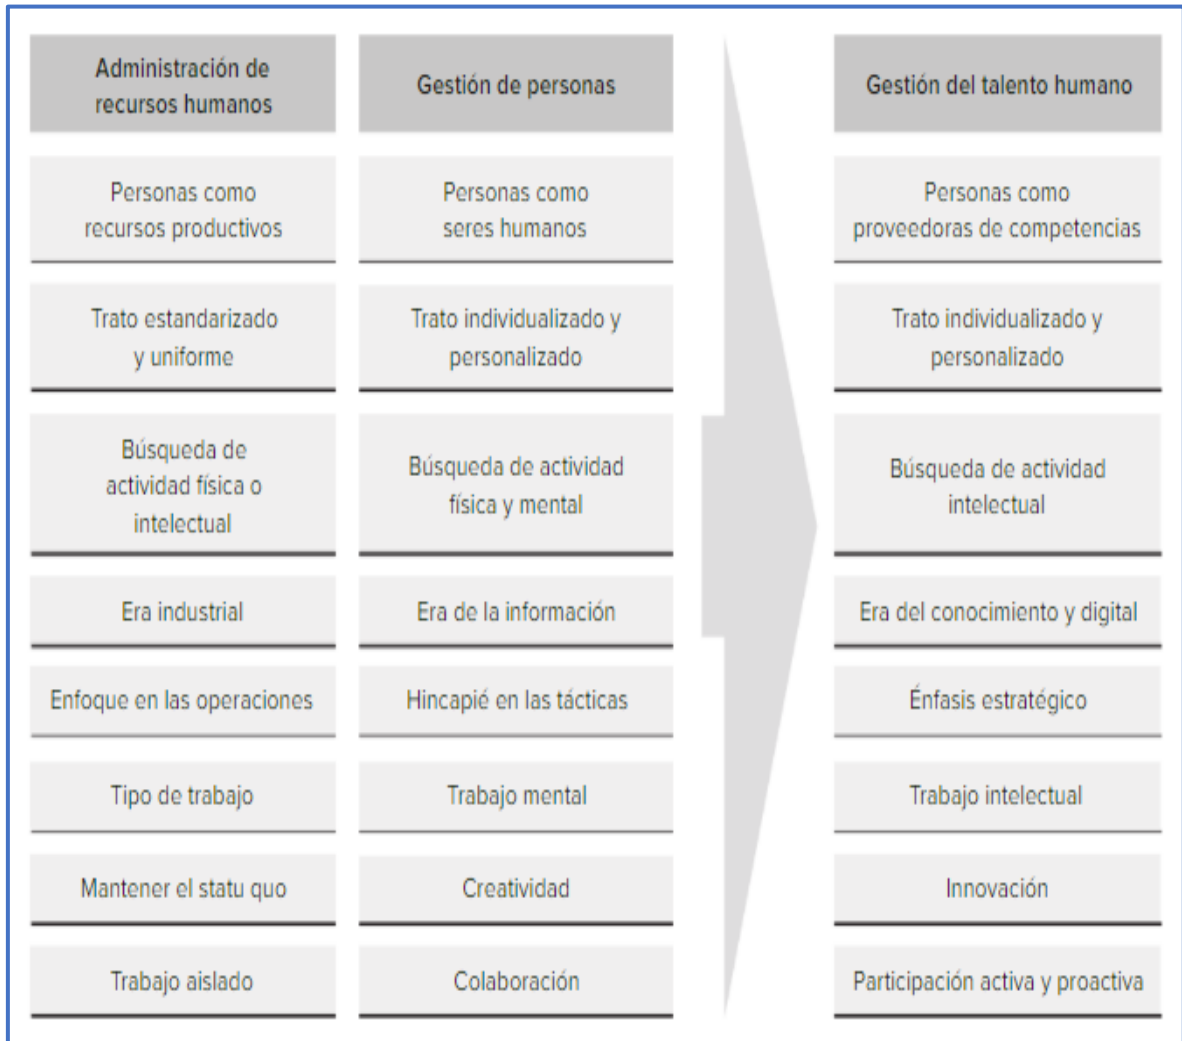 Administración de
recursos humanos
Gestión de personas
Gestión del talento humano
Personas como
recursos productivos
Personas como
seres humanos
Personas como
proveedoras de competencias
Trato estandarizado
y uniforme
Trato individualizado y
personalizado
Trato individualizado y
personalizado
Búsqueda de
actividad física o
intelectual
Búsqueda de actividad
física y mental
Búsqueda de actividad
intelectual
Era industrial
Era de la información
Era del conocimiento y digital
Enfoque en las operaciones
Hincapié en las tácticas
Énfasis estratégico
Tipo de trabajo
Trabajo mental
Trabajo intelectual
Mantener el statu quo
Creatividad
Innovación
Trabajo aislado
Colaboración
Participación activa y proactiva